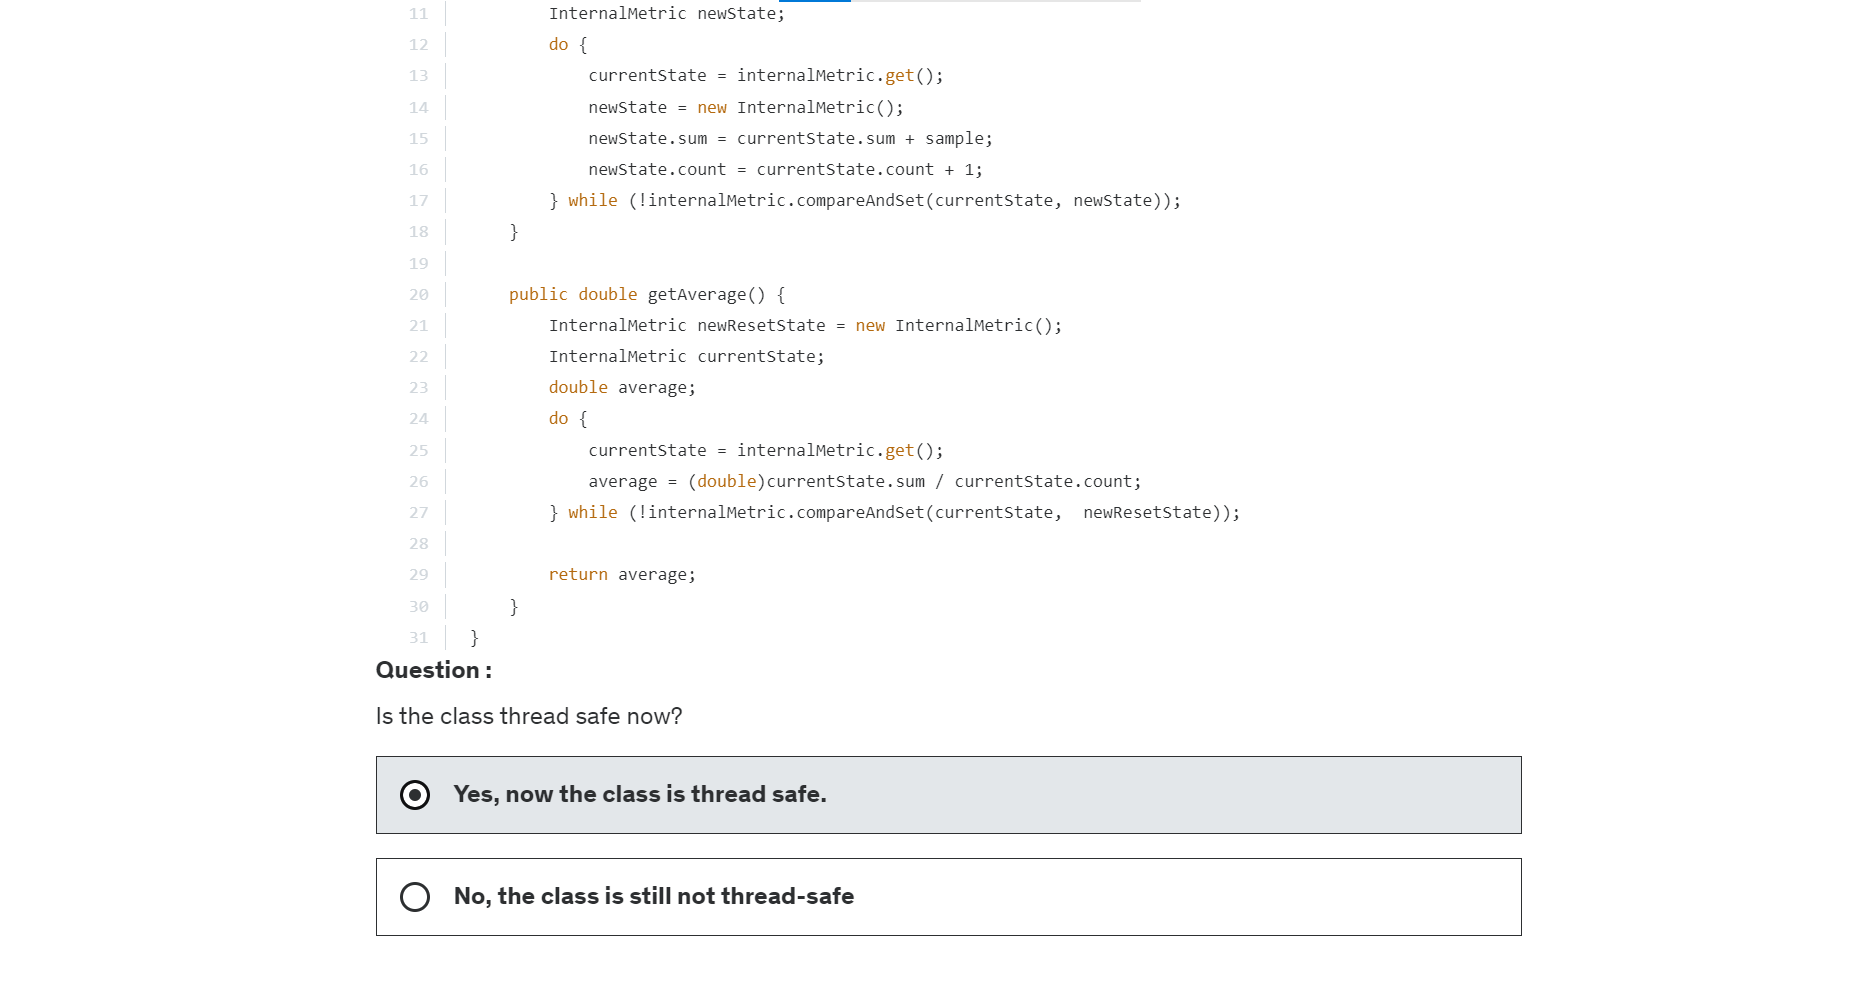 11 InternalMetric newState;
12 do {
13 currentState = internalMetric.get();
14 newState = new InternalMetric();
15 newState.sum = currentState.sum + sample;
16 newState.count = currentState.count + 1;
17 } while (!internalMetric.compareAndSet(currentState, newState));
18 }
19
20 public double getAverage() {
21 InternalMetric newResetState = new InternalMetric();
22 InternalMetric currentState;
23 double average;
24 do {
25 currentState = internalMetric.get();
26 average = (double)currentState.sum / currentState.count;
27 } while (!internalMetric.compareAndSet(currentState,  newResetState));
28
29 return average;
30 }
31 }
Question :
Is the class thread safe now?
Yes, now the class is thread safe.
No, the class is still not thread-safe